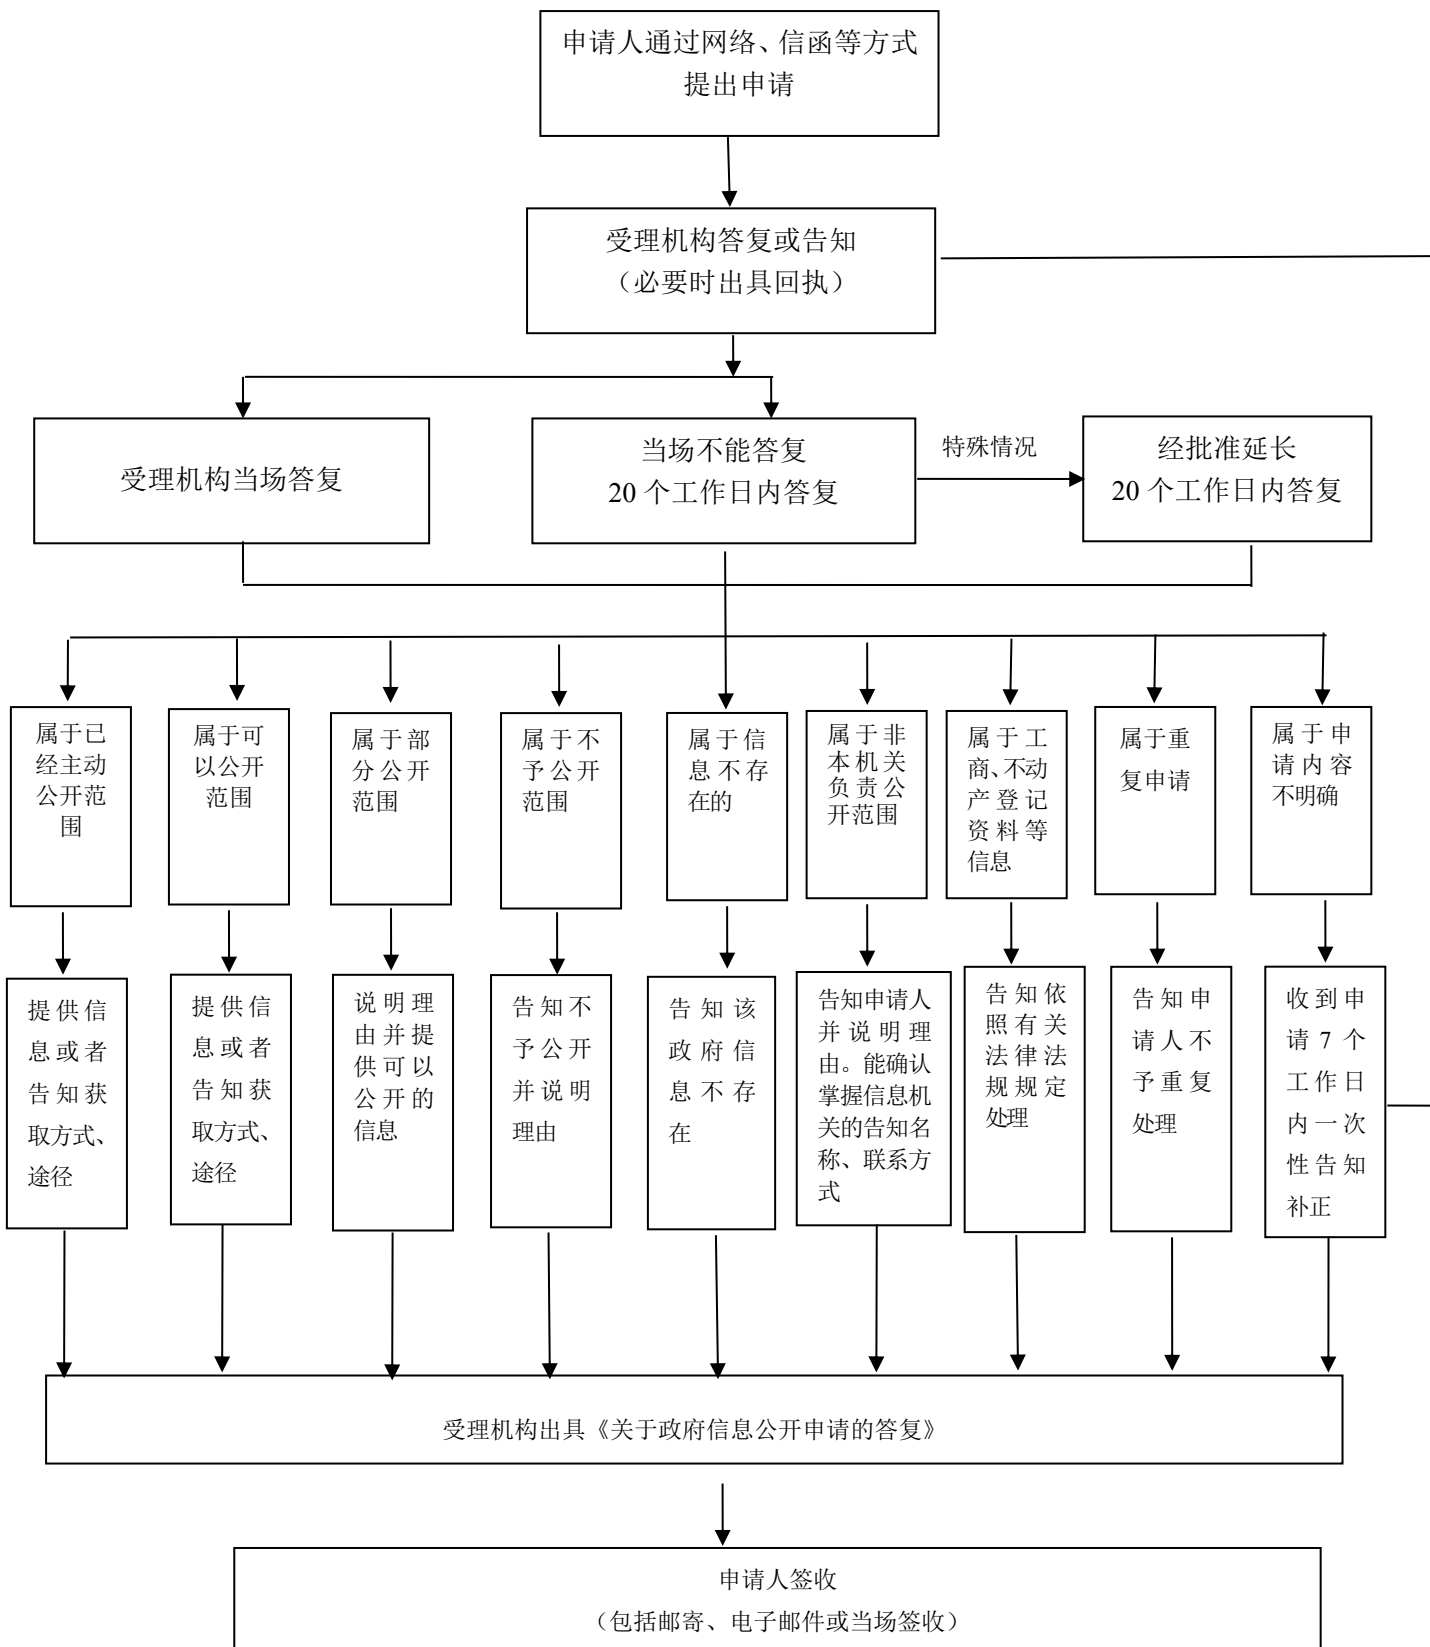 申请人通过网络、信函等方式
提出申请
受理机构答复或告知
（必要时出具回执）
受理机构当场答复
当场不能答复
20 个工作日内答复
特殊情况
经批准延长
20 个工作日内答复
属于已
经主动
公开范
围
属于可
以公开
范围
属于部
分公开
范围
属于不
予公开
范围
属于信
息不存
在的
属于非
本机关
负责公
开范围
属于工
商、不动
产登记
资料等
信息
属于重
复申请
属于申
请内容
不明确
提供信
息或者
告知获
取方式、
途径
提供信
息或者
告知获
取方式、
途径
说明理
由并提
供可以
公开的
信息
告知不
予公开
并说明
理由
告知该
政府信
息不存
在
告知申请人
并说明理
由。能确认
掌握信息机
关的告知名
称、联系方
式
告知依
照有关
法律法
规规定
处理
告知申
请人不
予重复
处理
收到申
请 7 个
工作日
内一次
性告知
补正
受理机构出具《关于政府信息公开申请的答复》
申请人签收
（包括邮寄、电子邮件或当场签收）